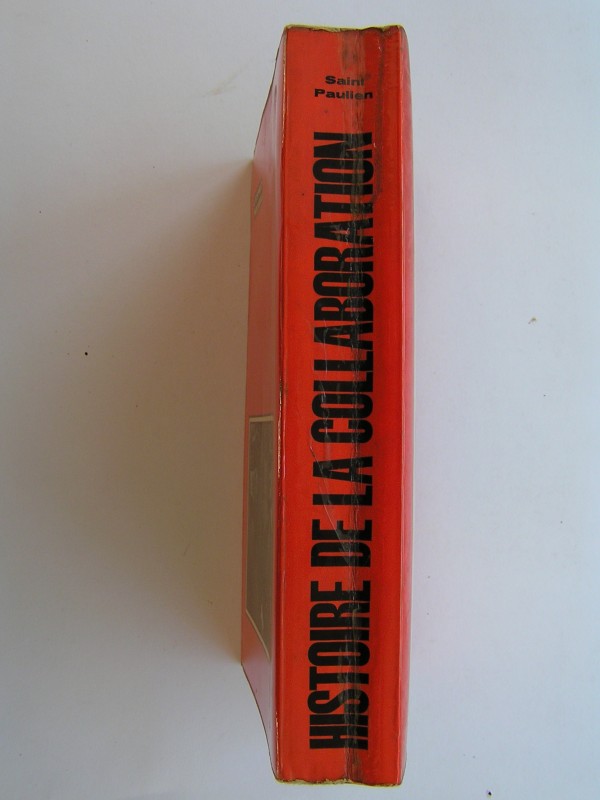 Saint
Paulien
HISTOIRE DE LA COLLABORATION